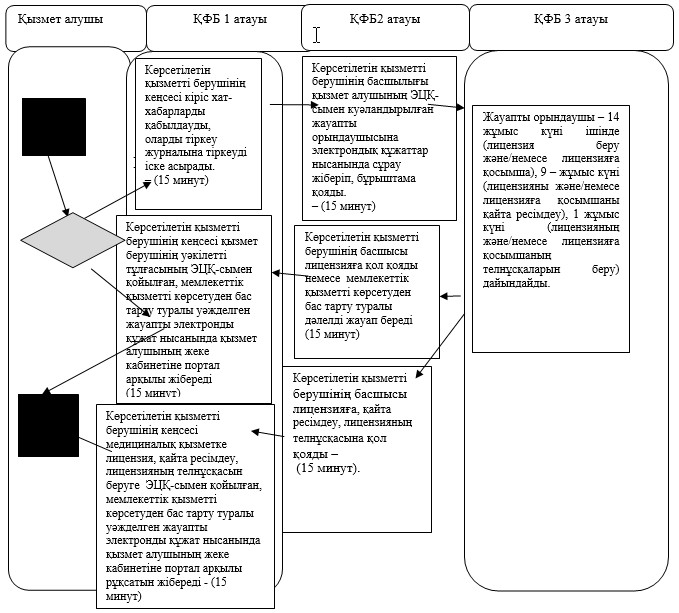 Қызмет алушы
ҚФБ 1 атауы
ҚФБ2 атауы
ҚФБ 3 атауы
Көрсетілетін
қызметті берушінің
кеңсесі кіріс хат-
хабарларды
қабылдауды,
оларды тіркеу
журналына тіркеуді
іске асырады.
– (15 минут)
Көрсетілетін қызметті
берушінің басшылығы
қызмет алушының ЭЦҚ-
сымен куәландырылған
жауапты
орындаушысына
электрондық құжаттар
нысанында сұрау
жіберіп, бұрыштама
қояды.
– (15 минут)
Жауапты орындаушы – 14
жұмыс күні ішінде
(лицензия беру
және/немесе лицензияға
қосымша), 9 – жұмыс күні
(лицензияны және/немесе
лицензияға қосымшаны
қайта ресімдеу), 1 жұмыс
күні (лицензияның
және/немесе лицензияға
қосымшаның
телнұсқаларын беру)
дайындайды.
Көрсетілетін қызметті
берушінің кеңсесі қызмет
берушінің уәкілетті
тұлғасының ЭЦҚ-сымен
қойылған, мемлекеттік
қызметті көрсетуден бас
тарту туралы уәжделген
жауапты электронды
құжат нысанында қызмет
алушының жеке
кабинетіне портал
арқылы жібереді
(15 минут)
Көрсетілетін қызметті
берушінің басшысы
лицензияға қол қояды
немесе мемлекеттік
қызметті көрсетуден
бас тарту туралы
дәлелді жауап береді
(15 минут)
Көрсетілетін қызметті
берушінің басшысы
лицензияға, қайта
ресімдеу, лицензияның
телнұсқасына қол
қояды –
(15 минут).
Көрсетілетін қызметті
берушінің кеңсесі
медициналық қызметке
лицензия, қайта ресімдеу,
лицензияның телнұсқасын
беруге ЭЦҚ-сымен қойылған,
мемлекеттік қызметті
көрсетуден бас тарту туралы
уәжделген жауапты
электронды құжат нысанында
қызмет алушының жеке
кабинетіне портал арқылы
рұқсатын жібереді - (15
минут)